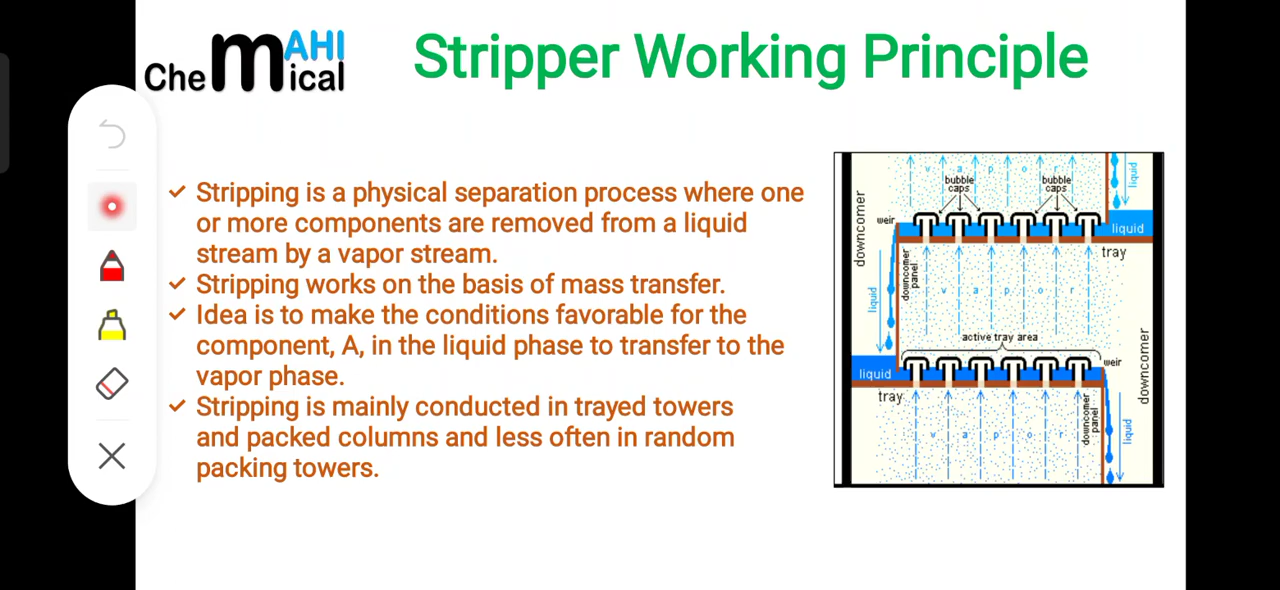 Che mAHI
ical
Stripper Working Principle
✓ Stripping is a physical separation process where one
or more components are removed from a liquid
stream by a vapor stream.
✓ Stripping works on the basis of mass transfer.
✓ Idea is to make the conditions favorable for the
component, A, in the liquid phase to transfer to the
vapor phase.
✓ Stripping is mainly conducted in trayed towers
and packed columns and less often in random
packing towers.
v a p o r
bubble
caps
bubble
caps
liquid
weir
liquid
downcomer
tray
downcomer
panel
liquid
v a p o r
active tray area
weir
liquid
tray
downcomer
downcomer
panel
liquid
v a p o r